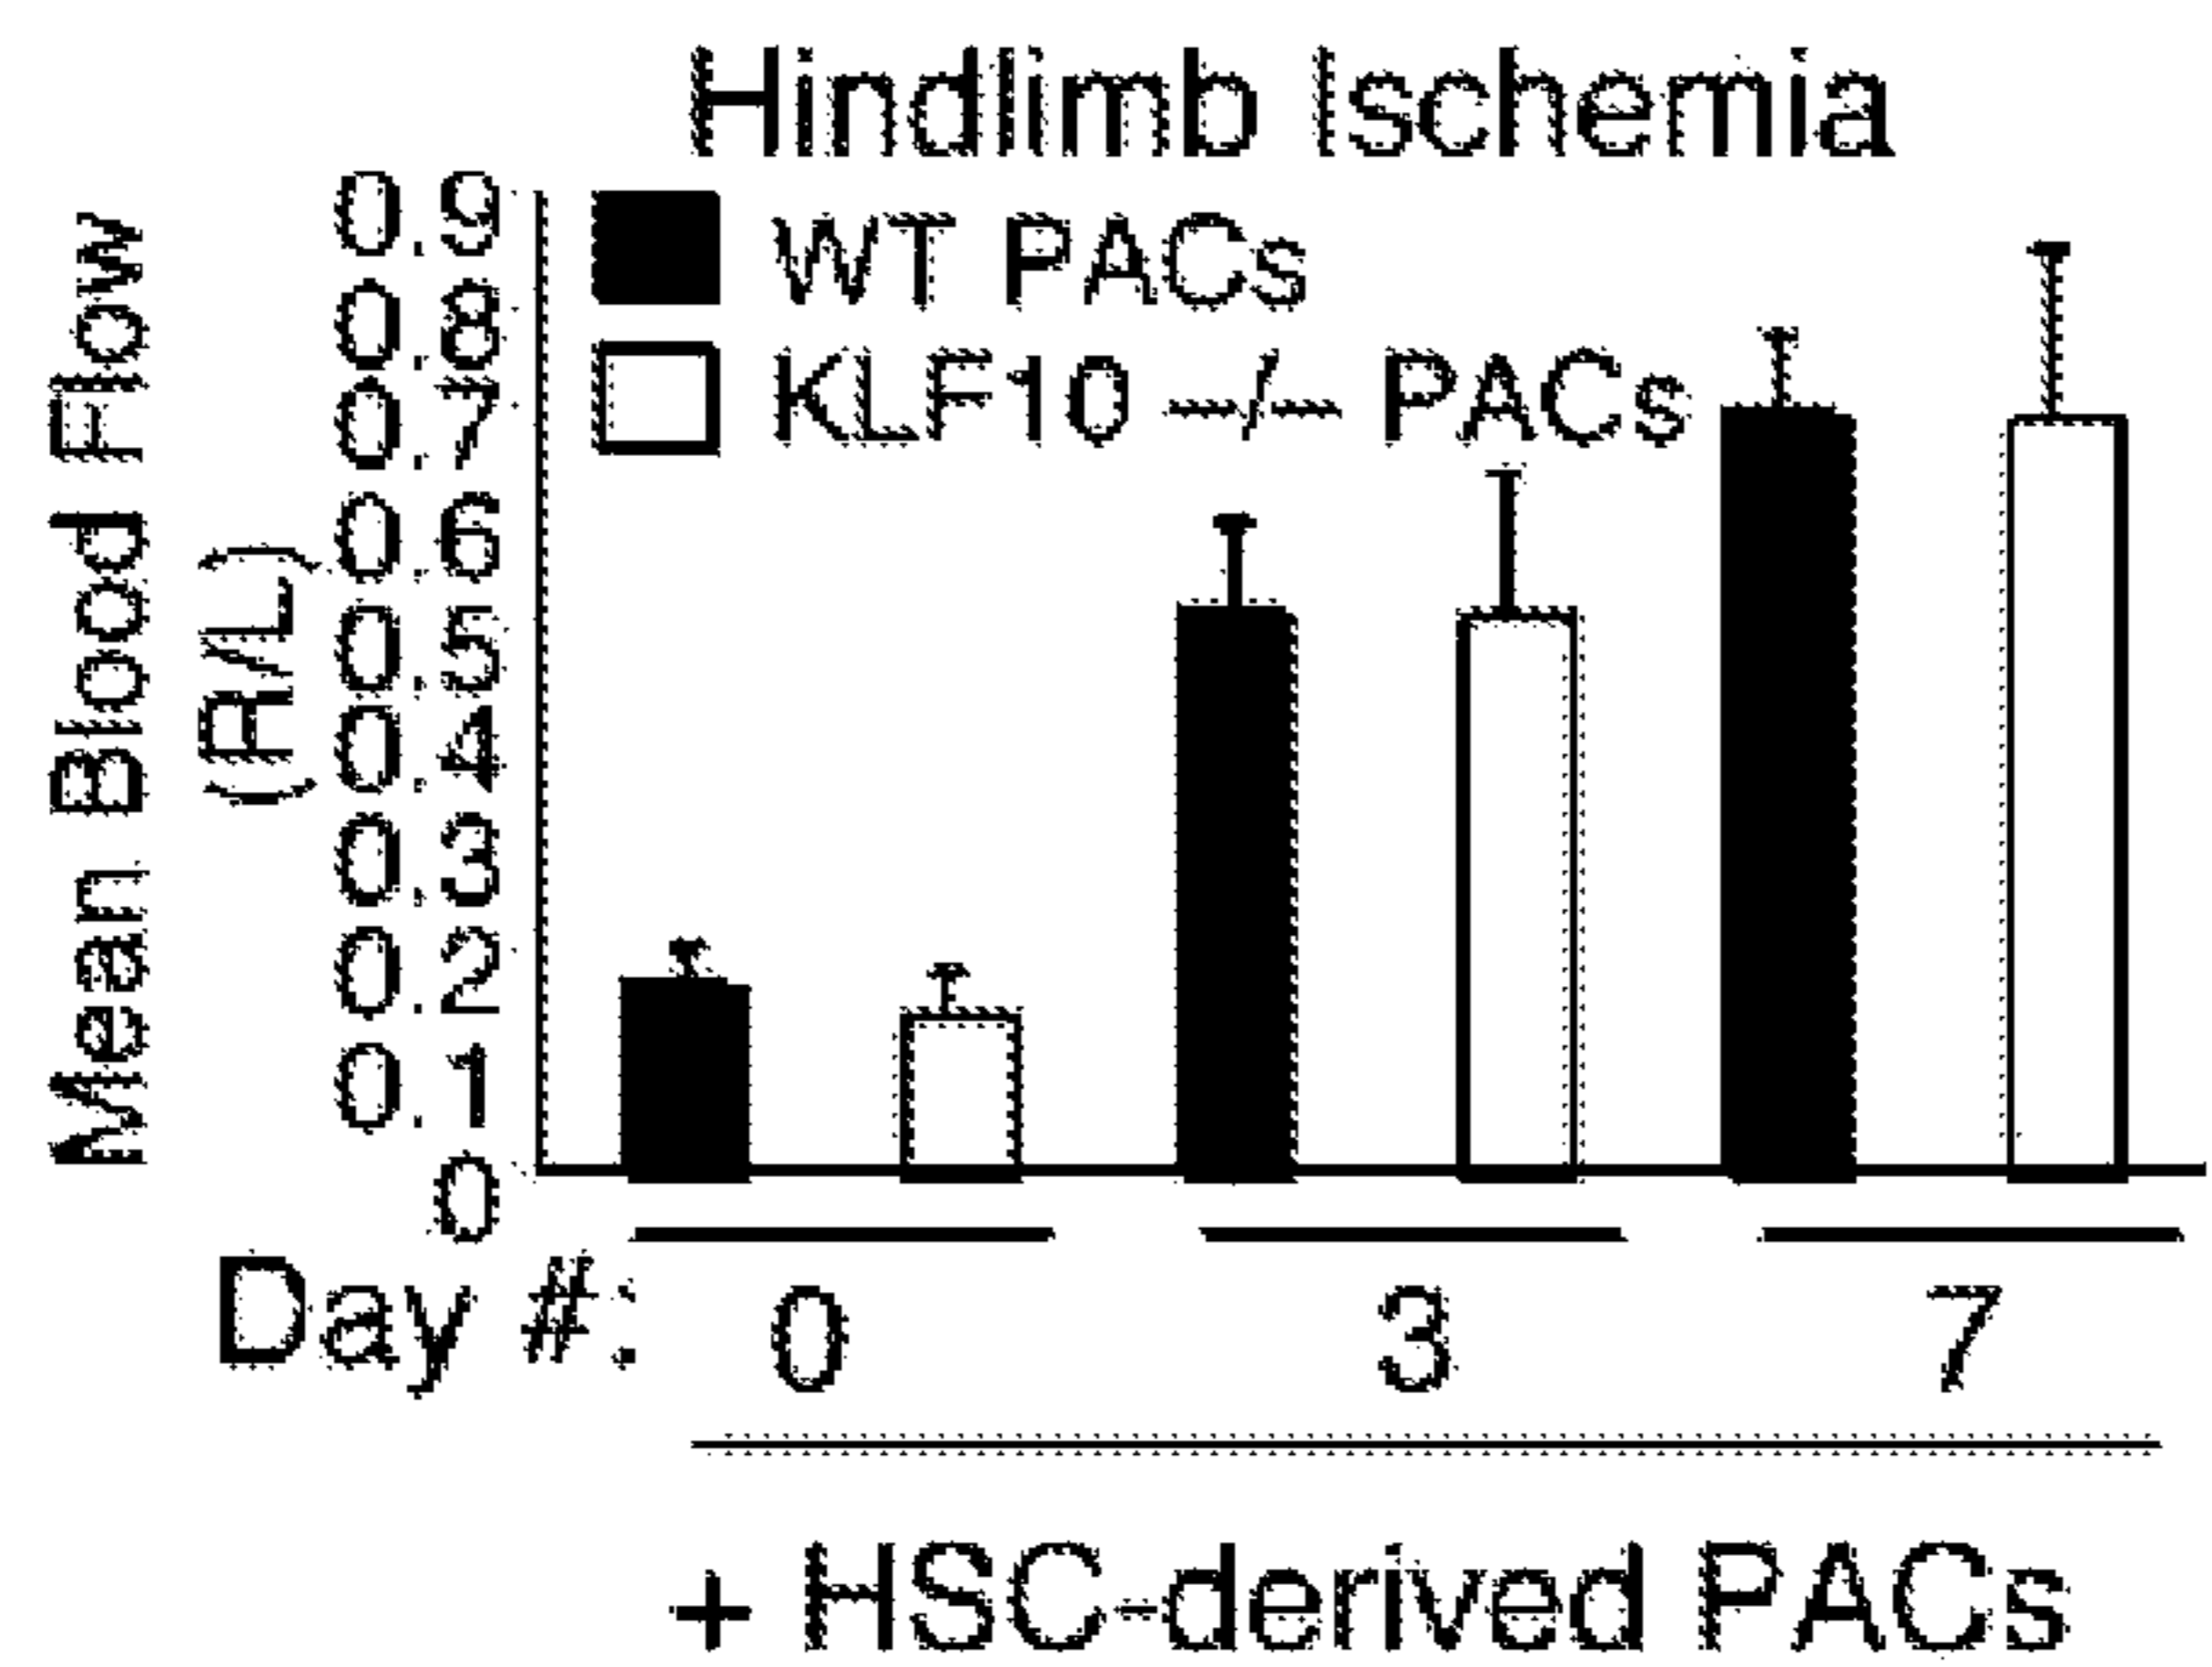 Hindlimb Ischemia
WT PACs
KLF10 –/– PACs
Mean Blood Flow
(R/L)
0.9
0.8
0.7
0.6
0.5
0.4
0.3
0.2
0.1
0
Day #: 0 3 7
+ HSC-derived PACs